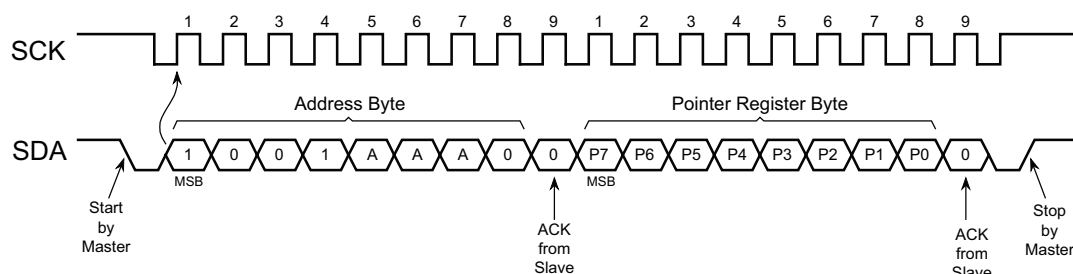 1 2 3 4 5 6 7 8 9 1 2 3 4 5 6 7 8 9
SCK
Address Byte Pointer Register Byte
SDA 1 0 0 1 A A A 0 0 P7 P6 P5 P4 P3 P2 P1 P0 0
MSB MSB
Start
by
Master
ACK
from
Slave
ACK
from
Slave
Stop
by
Master